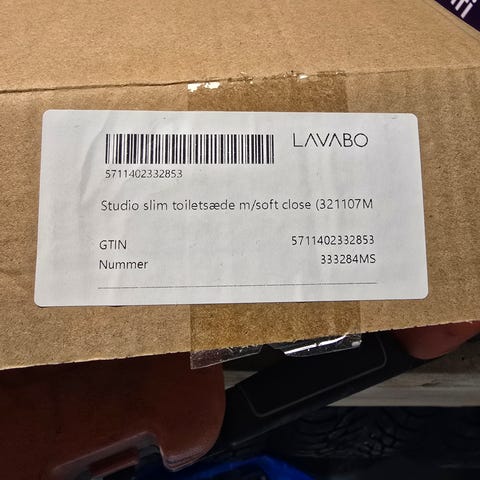 LAVABO
5711402332853
Studio slim toiletsæde m/soft close (321107M
GTIN 5711402332853
Nummer 333284MS